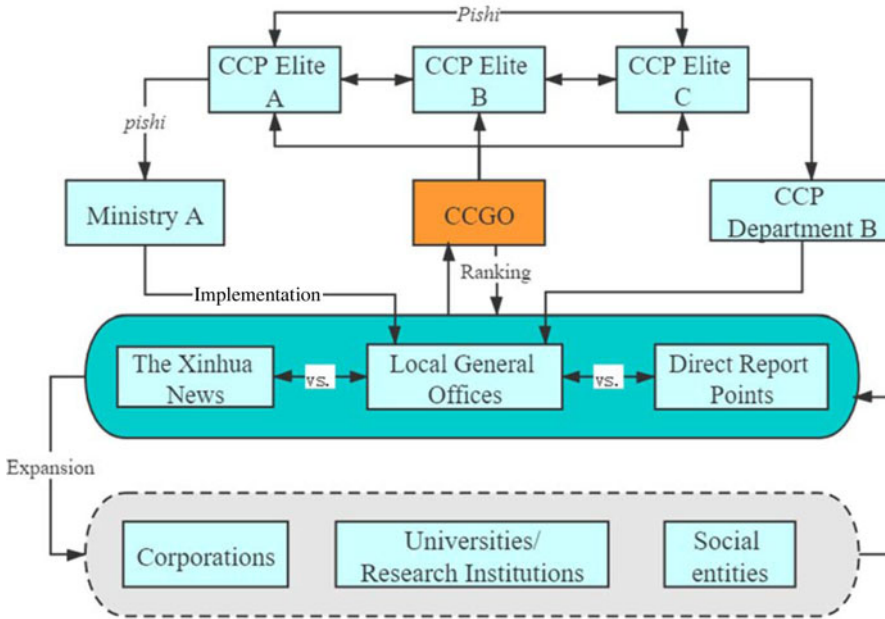 Pishi
CCP Elite
A
CCP Elite
B
CCP Elite
C
pishi
Ministry A
CCGO
CCP
Department B
Ranking
Implementation
The Xinhua
News
vs.
Local General
Offices
vs.
Direct Report
Points
Expansion
Corporations
Universities/
Research Institutions
Social
entities